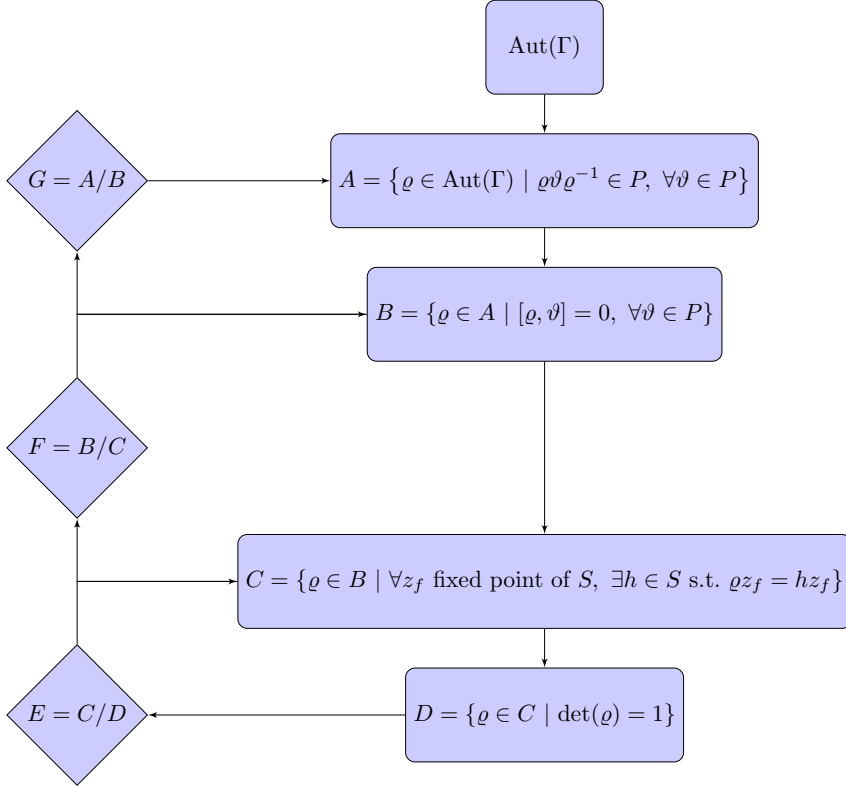 Aut(Γ)
G = A/B
A = {ϱ ∈ Aut(Γ) | ϱϑϱ⁻¹ ∈ P, ∀ϑ ∈ P}
B = {ϱ ∈ A | [ϱ, ϑ] = 0, ∀ϑ ∈ P}
F = B/C
C = {ϱ ∈ B | ∀z_f fixed point of S, ∃h ∈ S s.t. ϱz_f = hz_f}
E = C/D
D = {ϱ ∈ C | det(ϱ) = 1}